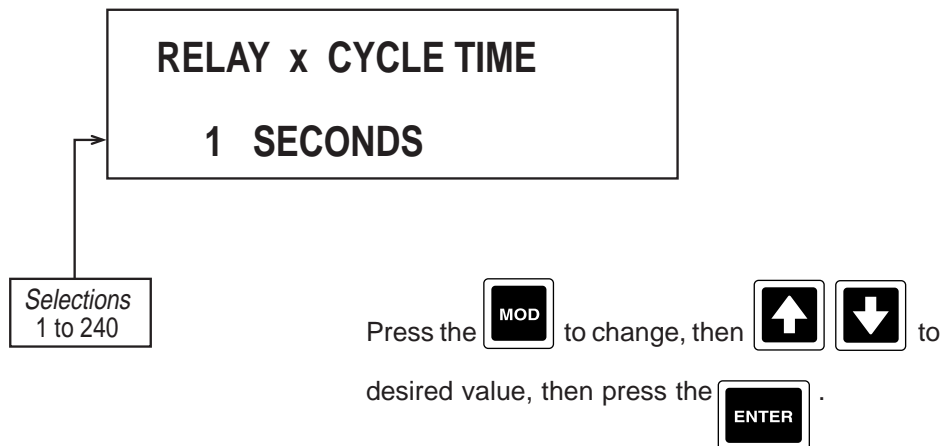 RELAY x CYCLE TIME
1 SECONDS
Selections
1 to 240
Press the MOD to change, then to
desired value, then press the ENTER .